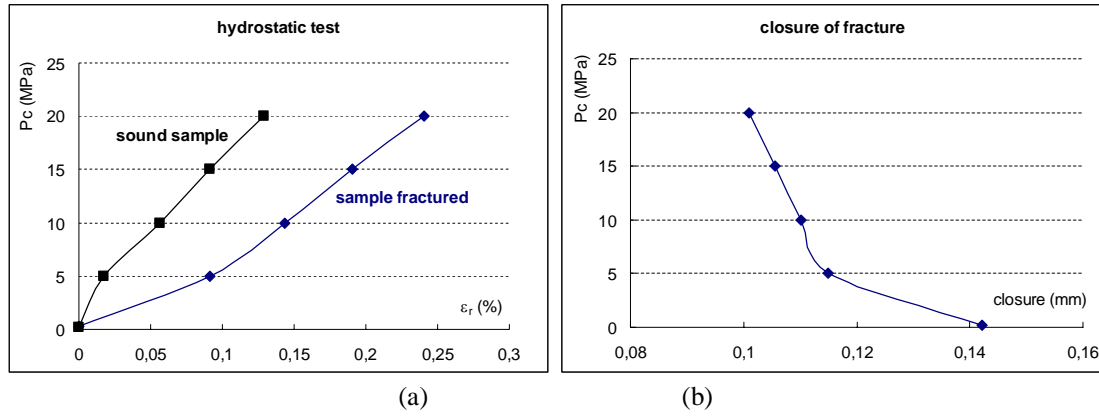 hydrostatic test
Pc (MPa)
25
20
15
10
5
0
sound sample
sample fractured
εr (%)
0
0,05
0,1
0,15
0,2
0,25
0,3
(a)
closure of fracture
Pc (MPa)
25
20
15
10
5
0
closure (mm)
0,08
0,1
0,12
0,14
0,16
(b)